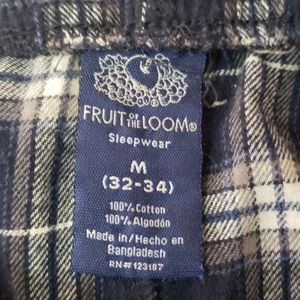 FRUIT OF THE LOOM®
Sleepwear
M
(32-34)
100% Cotton
100% Algodón
Made in/Hecho en
Bangladesh
RN# 123187